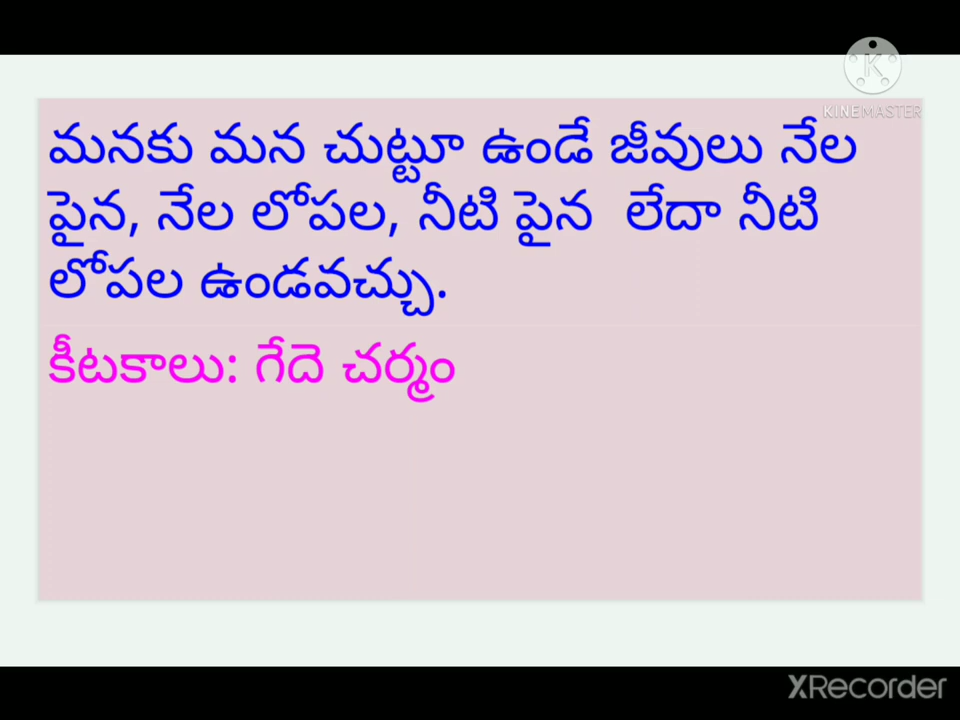 KINEMASTER
మనకు మన చుట్టూ ఉండే జీవులు నేల
పైన, నేల లోపల, నీటి పైన లేదా నీటి
లోపల ఉండవచ్చు.
కీటకాలు: గేదె చర్మం
XRecorder